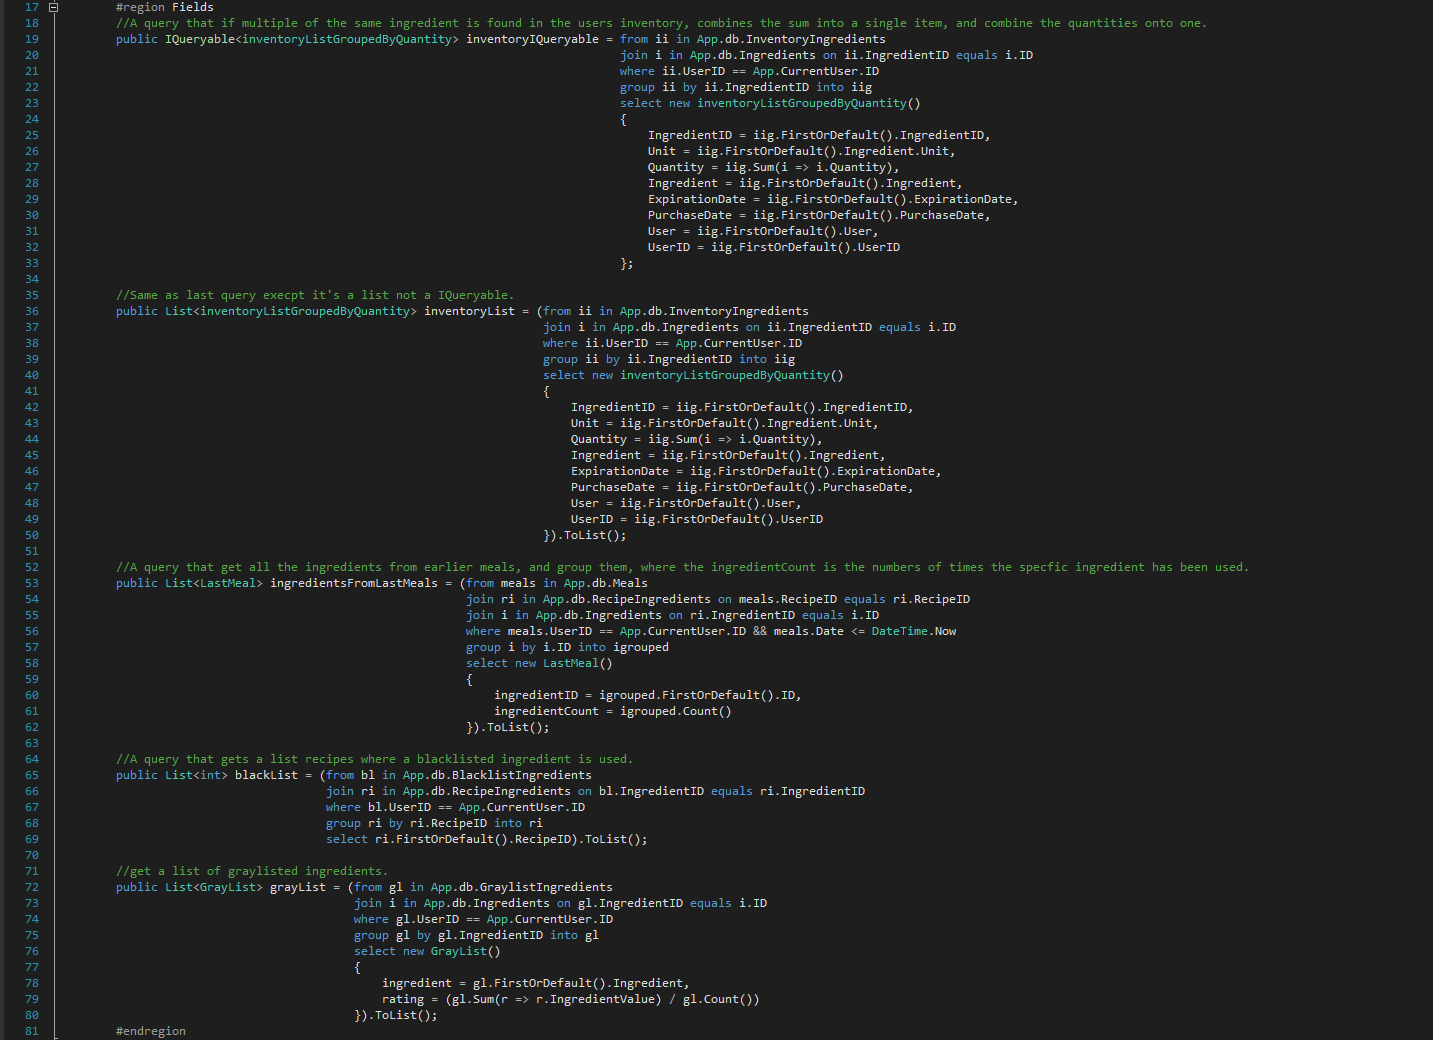 17 #region Fields
18 //A query that if multiple of the same ingredient is found in the users inventory, combines the sum into a single item, and combine the quantities onto one.
19 public IQueryable<inventoryListGroupedByQuantity> inventoryIQueryable = from ii in App.db.InventoryIngredients
20 join i in App.db.Ingredients on ii.IngredientID equals i.ID
21 where ii.UserID == App.CurrentUser.ID
22 group ii by ii.IngredientID into iig
23 select new inventoryListGroupedByQuantity()
24 {
25 IngredientID = iig.FirstOrDefault().IngredientID,
26 Unit = iig.FirstOrDefault().Ingredient.Unit,
27 Quantity = iig.Sum(i => i.Quantity),
28 Ingredient = iig.FirstOrDefault().Ingredient,
29 ExpirationDate = iig.FirstOrDefault().ExpirationDate,
30 PurchaseDate = iig.FirstOrDefault().PurchaseDate,
31 User = iig.FirstOrDefault().User,
32 UserID = iig.FirstOrDefault().UserID
33 };
34
35 //Same as last query execpt it's a list not a IQueryable.
36 public List<inventoryListGroupedByQuantity> inventoryList = (from ii in App.db.InventoryIngredients
37 join i in App.db.Ingredients on ii.IngredientID equals i.ID
38 where ii.UserID == App.CurrentUser.ID
39 group ii by ii.IngredientID into iig
40 select new inventoryListGroupedByQuantity()
41 {
42 IngredientID = iig.FirstOrDefault().IngredientID,
43 Unit = iig.FirstOrDefault().Ingredient.Unit,
44 Quantity = iig.Sum(i => i.Quantity),
45 Ingredient = iig.FirstOrDefault().Ingredient,
46 ExpirationDate = iig.FirstOrDefault().ExpirationDate,
47 PurchaseDate = iig.FirstOrDefault().PurchaseDate,
48 User = iig.FirstOrDefault().User,
49 UserID = iig.FirstOrDefault().UserID
50 }).ToList();
51
52 //A query that get all the ingredients from earlier meals, and group them, where the ingredientCount is the numbers of times the specfic ingredient has been used.
53 public List<LastMeal> ingredientsFromLastMeals = (from meals in App.db.Meals
54 join ri in App.db.RecipeIngredients on meals.RecipeID equals ri.RecipeID
55 join i in App.db.Ingredients on ri.IngredientID equals i.ID
56 where meals.UserID == App.CurrentUser.ID && meals.Date <= DateTime.Now
57 group i by i.ID into igrouped
58 select new LastMeal()
59 {
60 ingredientID = igrouped.FirstOrDefault().ID,
61 ingredientCount = igrouped.Count()
62 }).ToList();
63
64 //A query that gets a list recipes where a blacklisted ingredient is used.
65 public List<int> blackList = (from bl in App.db.BlacklistIngredients
66 join ri in App.db.RecipeIngredients on bl.IngredientID equals ri.IngredientID
67 where bl.UserID == App.CurrentUser.ID
68 group ri by ri.RecipeID into ri
69 select ri.FirstOrDefault().RecipeID).ToList();
70
71 //get a list of graylisted ingredients.
72 public List<GrayList> grayList = (from gl in App.db.GraylistIngredients
73 join i in App.db.Ingredients on gl.IngredientID equals i.ID
74 where gl.UserID == App.CurrentUser.ID
75 group gl by gl.IngredientID into gl
76 select new GrayList()
77 {
78 ingredient = gl.FirstOrDefault().Ingredient,
79 rating = (gl.Sum(r => r.IngredientValue) / gl.Count())
80 }).ToList();
81 #endregion